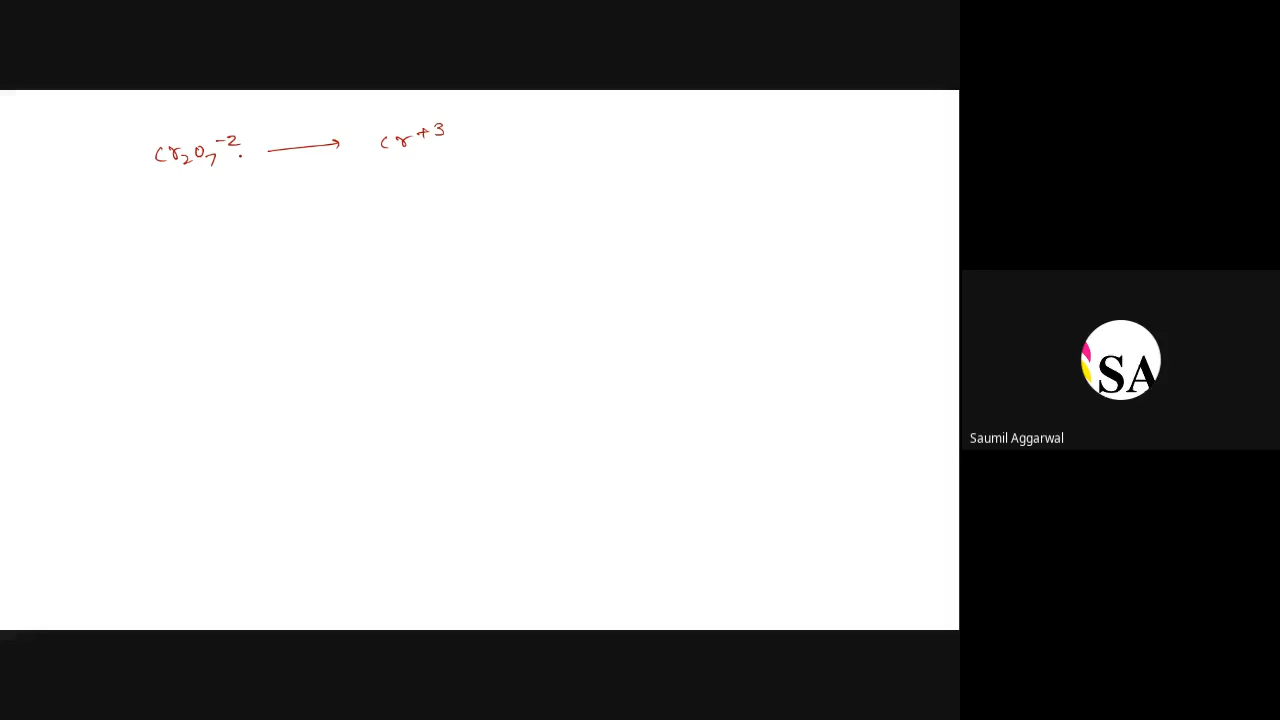 Cr₂O₇⁻². ⟶ Cr⁺³
SA
Saumil Aggarwal